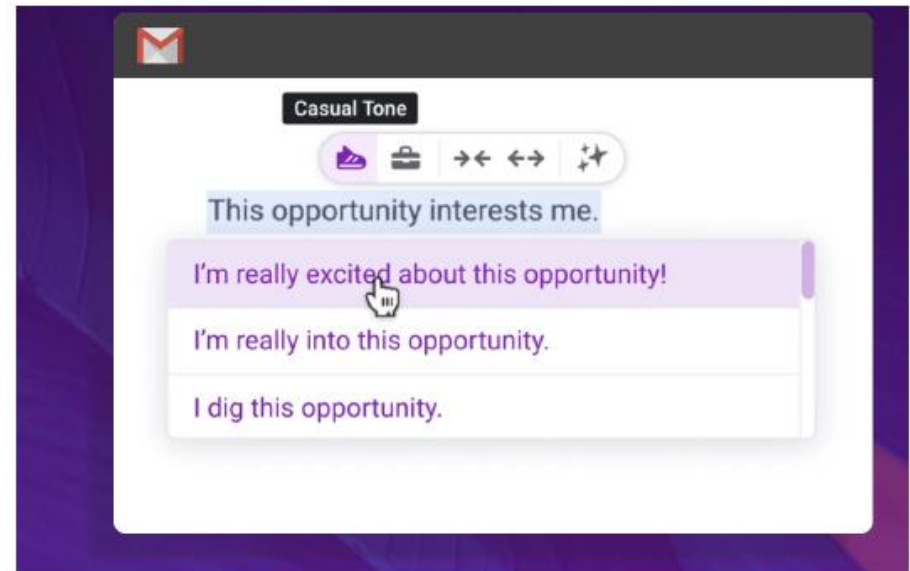 Casual Tone
This opportunity interests me.
I'm really excited about this opportunity!
I'm really into this opportunity.
I dig this opportunity.